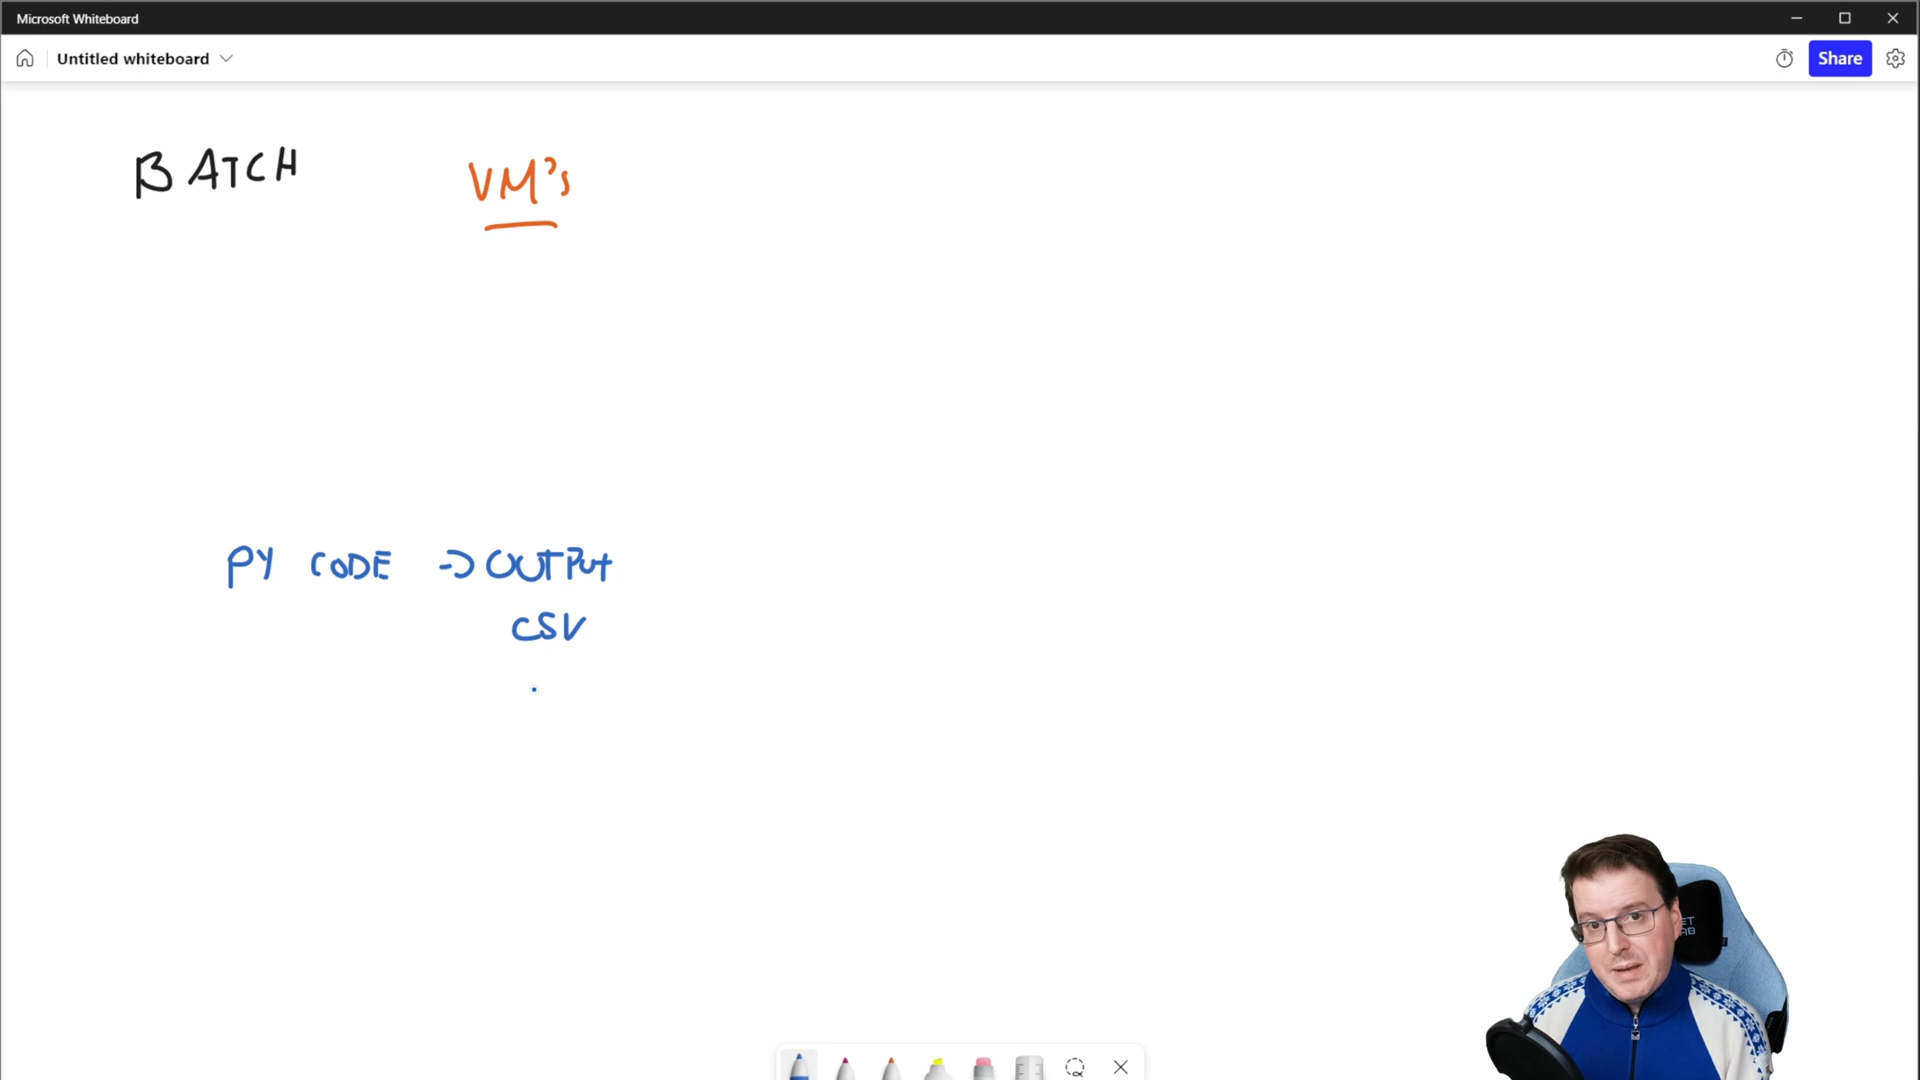 Microsoft Whiteboard
Untitled whiteboard
Share
BATCH
VM's
PY CODE → OUTPUT
CSV